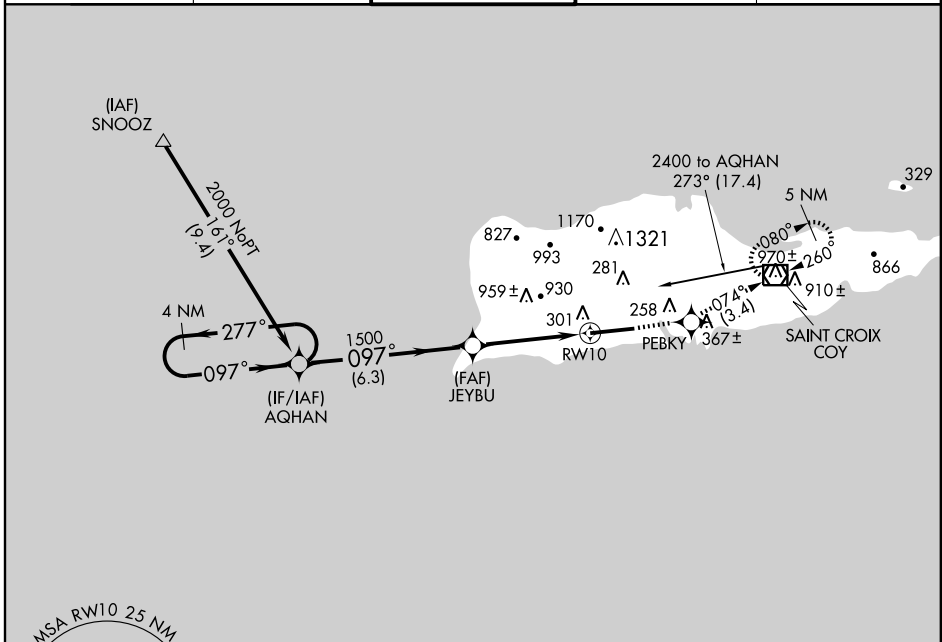 (IAF)
SNOOZ
2000 NoPT
161°
(9.4)
4 NM
277°
097°
(IF/IAF)
AQHAN
1500
097°
(6.3)
(FAF)
JEYBU
827
993
1170
1321
281
959±
930
301
258
RW10
PEBKY
367±
074°
(3.4)
2400 to AQHAN
273° (17.4)
5 NM
329
080°
260°
970±
910±
866
SAINT CROIX
COY
MSA RW10 25 NM